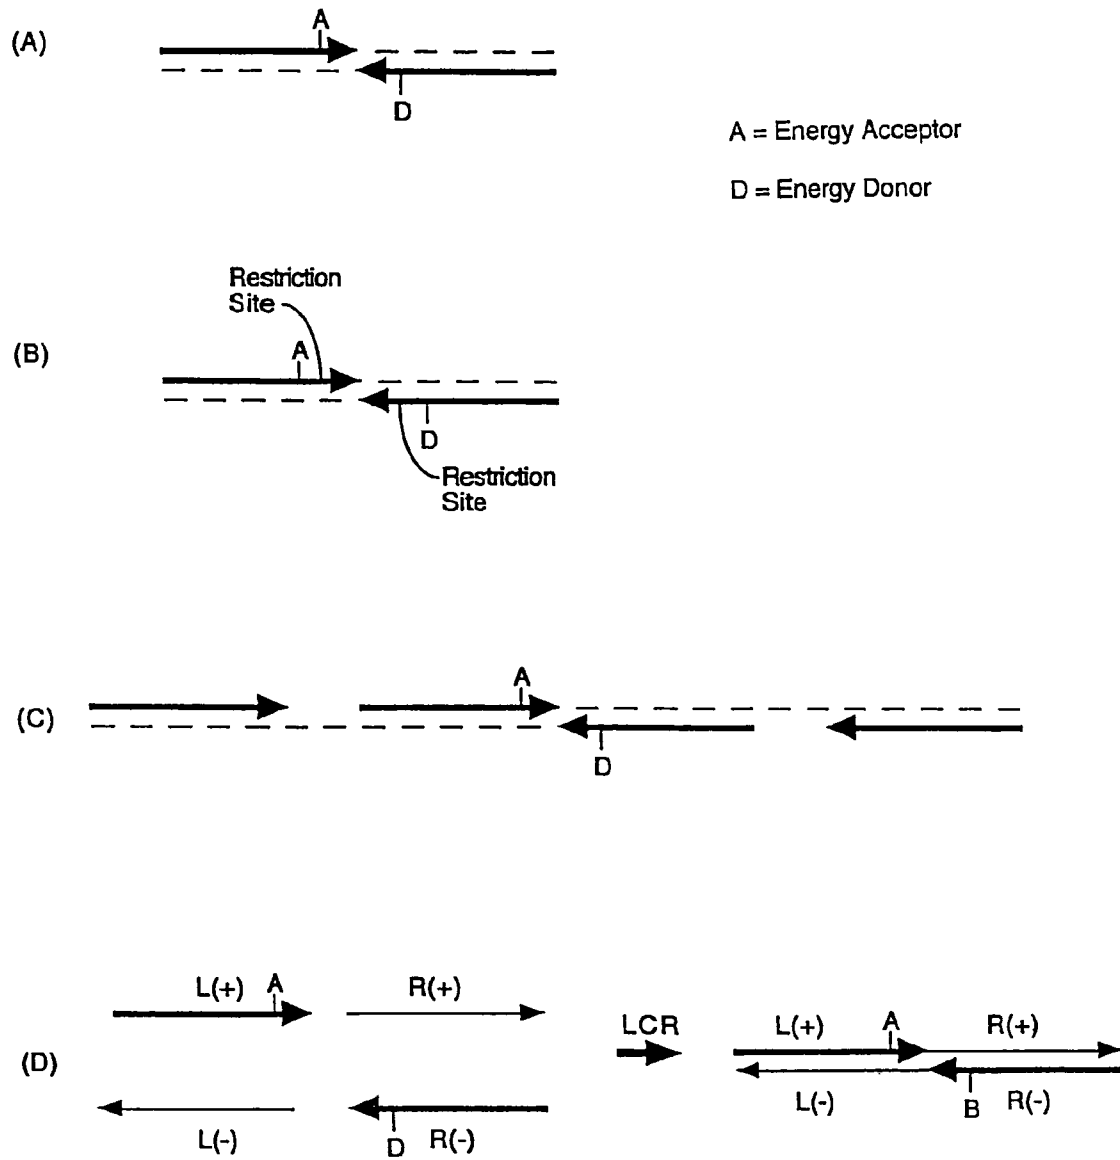 (A)
A
D
A = Energy Acceptor
D = Energy Donor
(B)
Restriction
Site
A
D
Restriction
Site
(C)
A
D
(D)
L(+)
A
R(+)
L(-)
D
R(-)
LCR
L(+)
A
R(+)
L(-)
B
R(-)